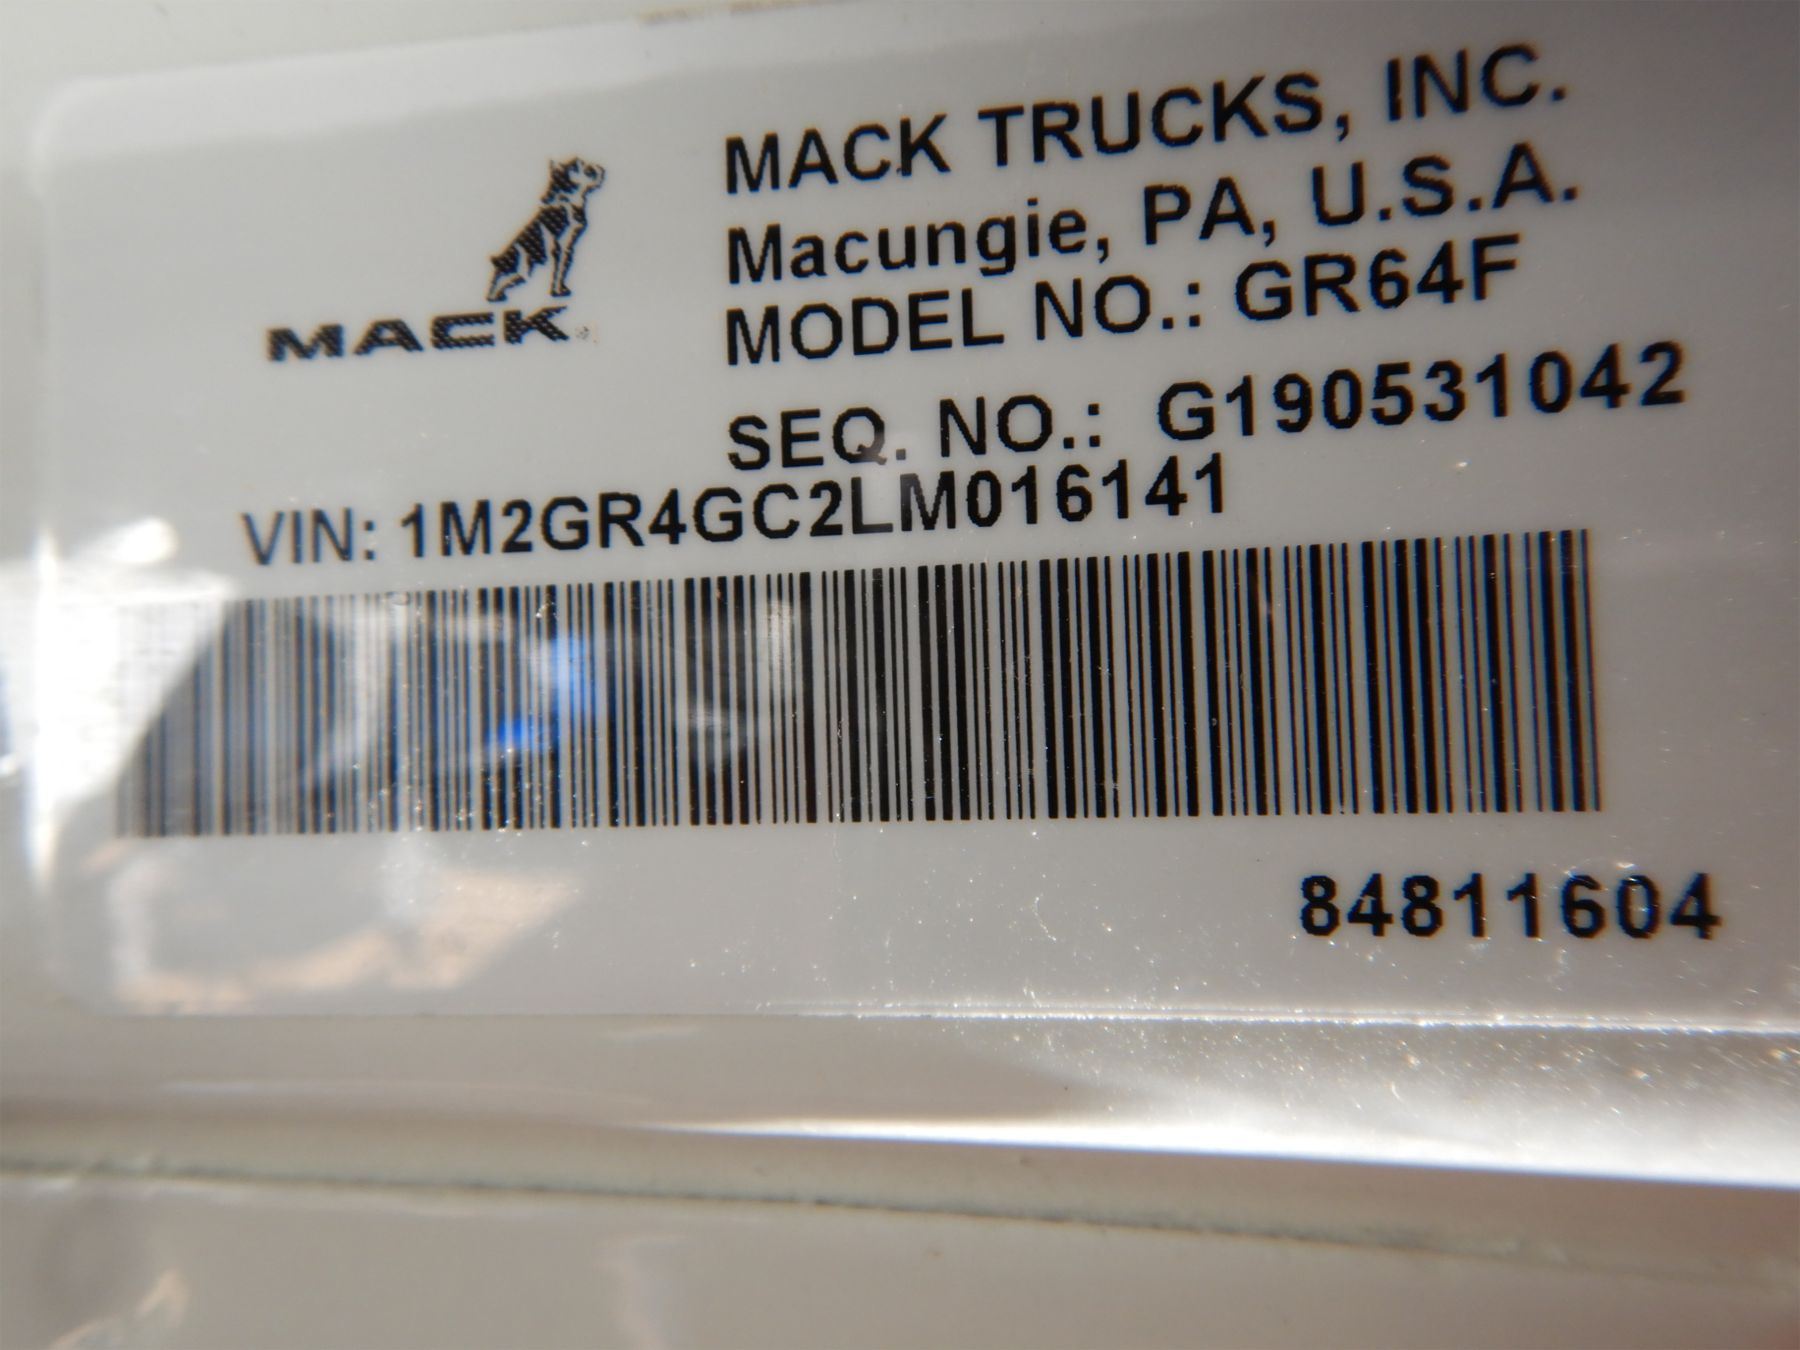 MACK TRUCKS, INC.
Macungie, PA, U.S.A.
MACK
MODEL NO.: GR64F
SEQ. NO.: G190531042
VIN: 1M2GR4GC2LM016141
84811604